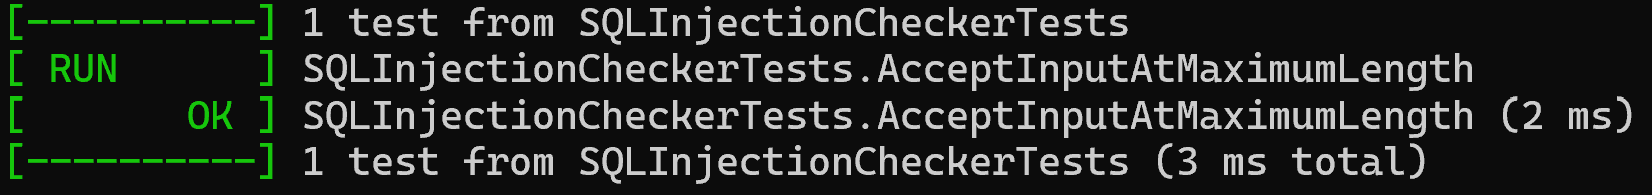 [----------] 1 test from SQLInjectionCheckerTests
[ RUN      ] SQLInjectionCheckerTests.AcceptInputAtMaximumLength
[       OK ] SQLInjectionCheckerTests.AcceptInputAtMaximumLength (2 ms)
[----------] 1 test from SQLInjectionCheckerTests (3 ms total)